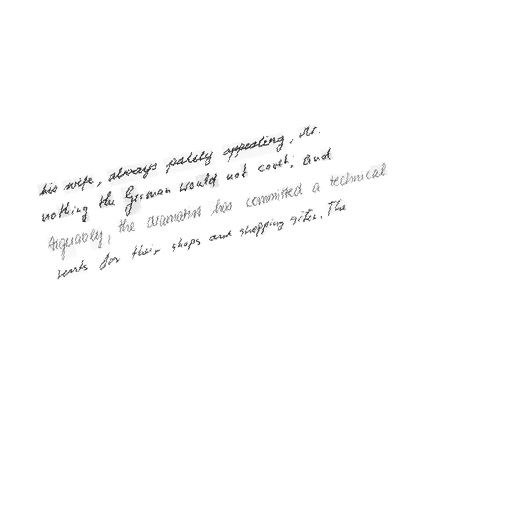 his wife, always palely appealing. Mr.
nothing the German would not covet; and
Arguably, the dramatist has committed a technical
rents for their shops and shopping sites. The